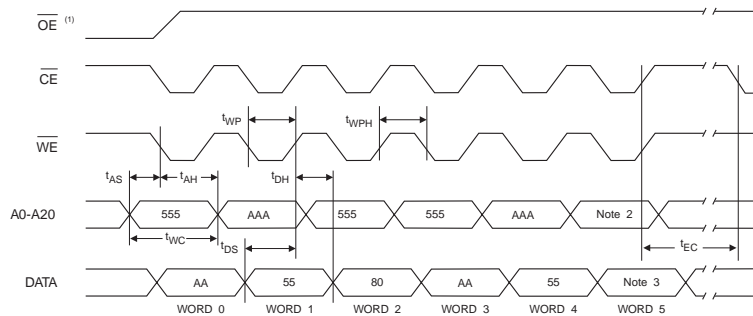 OE (1)
CE
tWP tWPH
WE
tAS tAH tDH
A0-A20 555 AAA 555 555 AAA Note 2
tWC tDS tEC
DATA AA 55 80 AA 55 Note 3
WORD 0 WORD 1 WORD 2 WORD 3 WORD 4 WORD 5